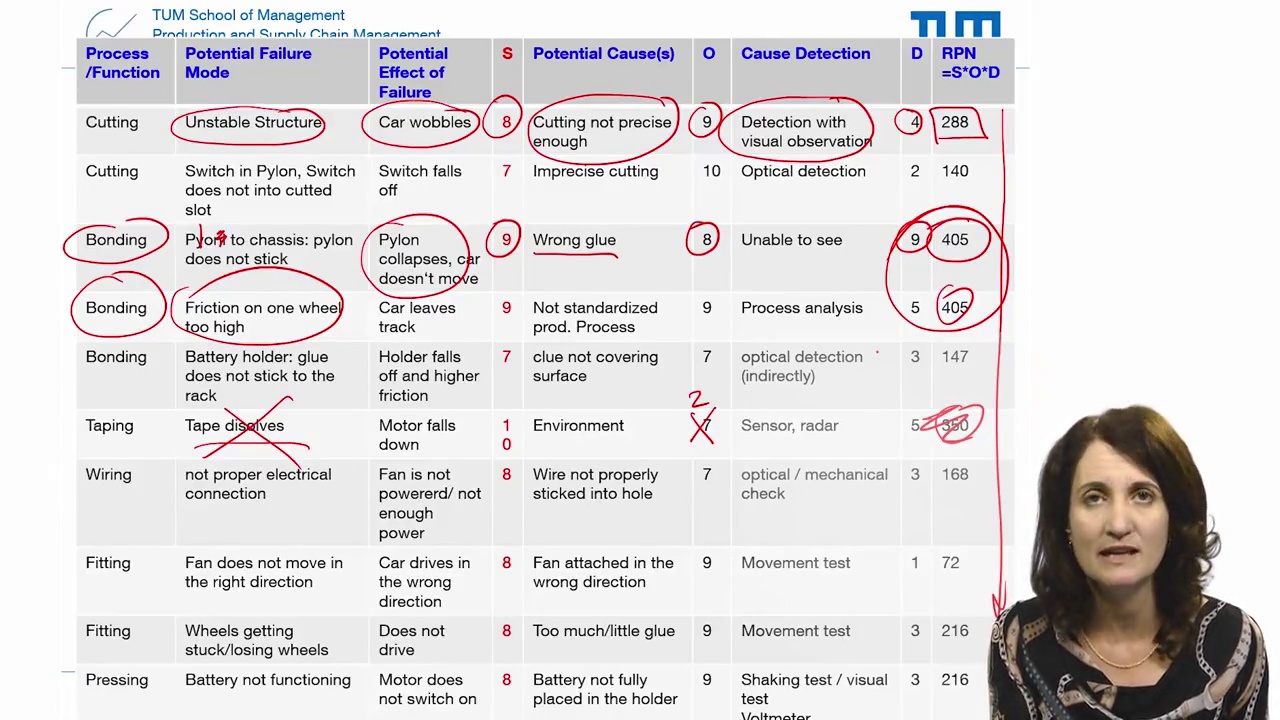 TUM School of Management
Production and Supply Chain Management
TUM
Process /Function Potential Failure Mode Potential Effect of Failure S Potential Cause(s) O Cause Detection D RPN =S*O*D
Cutting Unstable Structure Car wobbles 8 Cutting not precise enough 9 Detection with visual observation 4 288
Cutting Switch in Pylon, Switch does not into cutted slot Switch falls off 7 Imprecise cutting 10 Optical detection 2 140
Bonding Pylon to chassis: pylon does not stick Pylon collapses, car doesn't move 9 Wrong glue 8 Unable to see 9 405
Bonding Friction on one wheel too high Car leaves track 9 Not standardized prod. Process 9 Process analysis 5 405
Bonding Battery holder: glue does not stick to the rack Holder falls off and higher friction 7 clue not covering surface 7 optical detection (indirectly) 3 147
2
Taping Tape disolves Motor falls down 10 Environment 7 Sensor, radar 5 350
Wiring not proper electrical connection Fan is not powererd/ not enough power 8 Wire not properly sticked into hole 7 optical / mechanical check 3 168
Fitting Fan does not move in the right direction Car drives in the wrong direction 8 Fan attached in the wrong direction 9 Movement test 1 72
Fitting Wheels getting stuck/losing wheels Does not drive 8 Too much/little glue 9 Movement test 3 216
Pressing Battery not functioning Motor does not switch on 8 Battery not fully placed in the holder 9 Shaking test / visual test Voltmeter 3 216